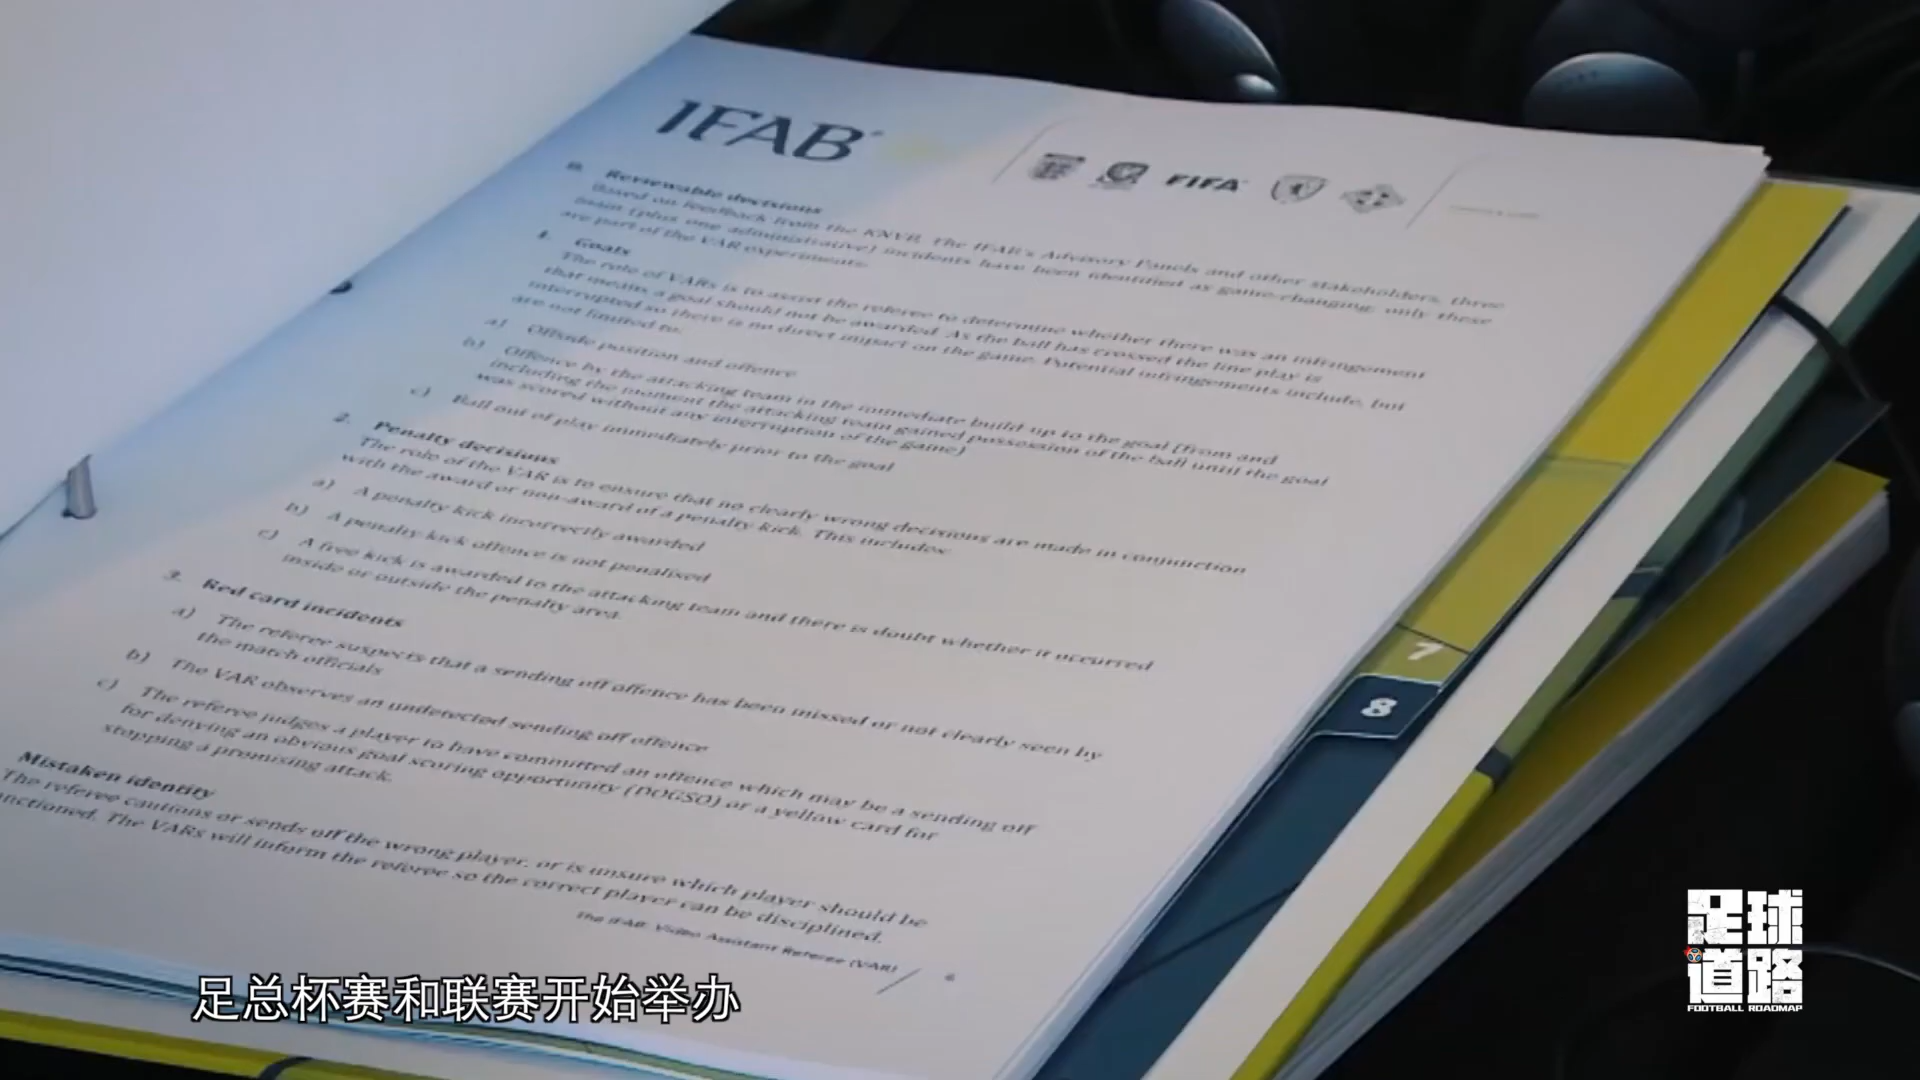 IFAB
FIFA
B. Reviewable decisions
Based on feedback from the KNVB, The IFAB's Advisory Panels and other stakeholders, three
main (plus one administrative) incidents have been identified as game-changing; only these
are part of the VAR experiments:
1. Goals
The role of VARs is to assist the referee to determine whether there was an infringement
that means a goal should not be awarded. As the ball has crossed the line play is
interrupted so there is no direct impact on the game. Potential infringements include, but
are not limited to:
a) Offside position and offence
b) Offence by the attacking team in the immediate build up to the goal (from and
including the moment the attacking team gained possession of the ball until the goal
was scored without any interruption of the game)
c) Ball out of play immediately prior to the goal
2. Penalty decisions
The role of the VAR is to ensure that no clearly wrong decisions are made in conjunction
with the award or non-award of a penalty kick. This includes:
a) A penalty kick incorrectly awarded
b) A penalty kick offence is not penalised
c) A free kick is awarded to the attacking team and there is doubt whether it occurred
inside or outside the penalty area.
3. Red card incidents
a) The referee suspects that a sending off offence has been missed or not clearly seen by
the match officials
b) The VAR observes an undetected sending off offence
c) The referee judges a player to have committed an offence which may be a sending off
for denying an obvious goal scoring opportunity (DOGSO) or a yellow card for
stopping a promising attack.
Mistaken identity
The referee cautions or sends off the wrong player, or is unsure which player should be
sanctioned. The VARs will inform the referee so the correct player can be disciplined.
The IFAB: Video Assistant Referee (VAR)
7
8
足总杯赛和联赛开始举办
足球
道路
FOOTBALL ROADMAP